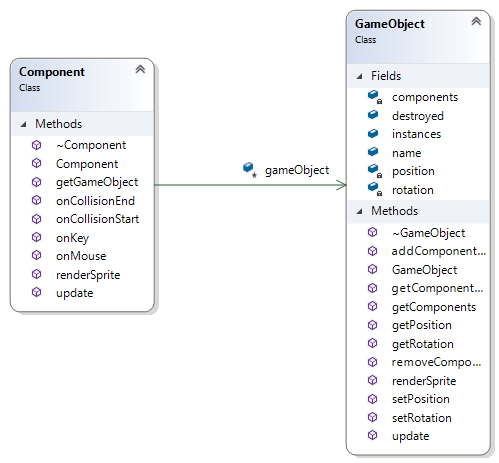 Component
Class
Methods
~Component
Component
getGameObject
onCollisionEnd
onCollisionStart
onKey
onMouse
renderSprite
update
gameObject
GameObject
Class
Fields
components
destroyed
instances
name
position
rotation
Methods
~GameObject
addComponent...
GameObject
getComponent...
getComponents
getPosition
getRotation
removeCompo...
renderSprite
setPosition
setRotation
update